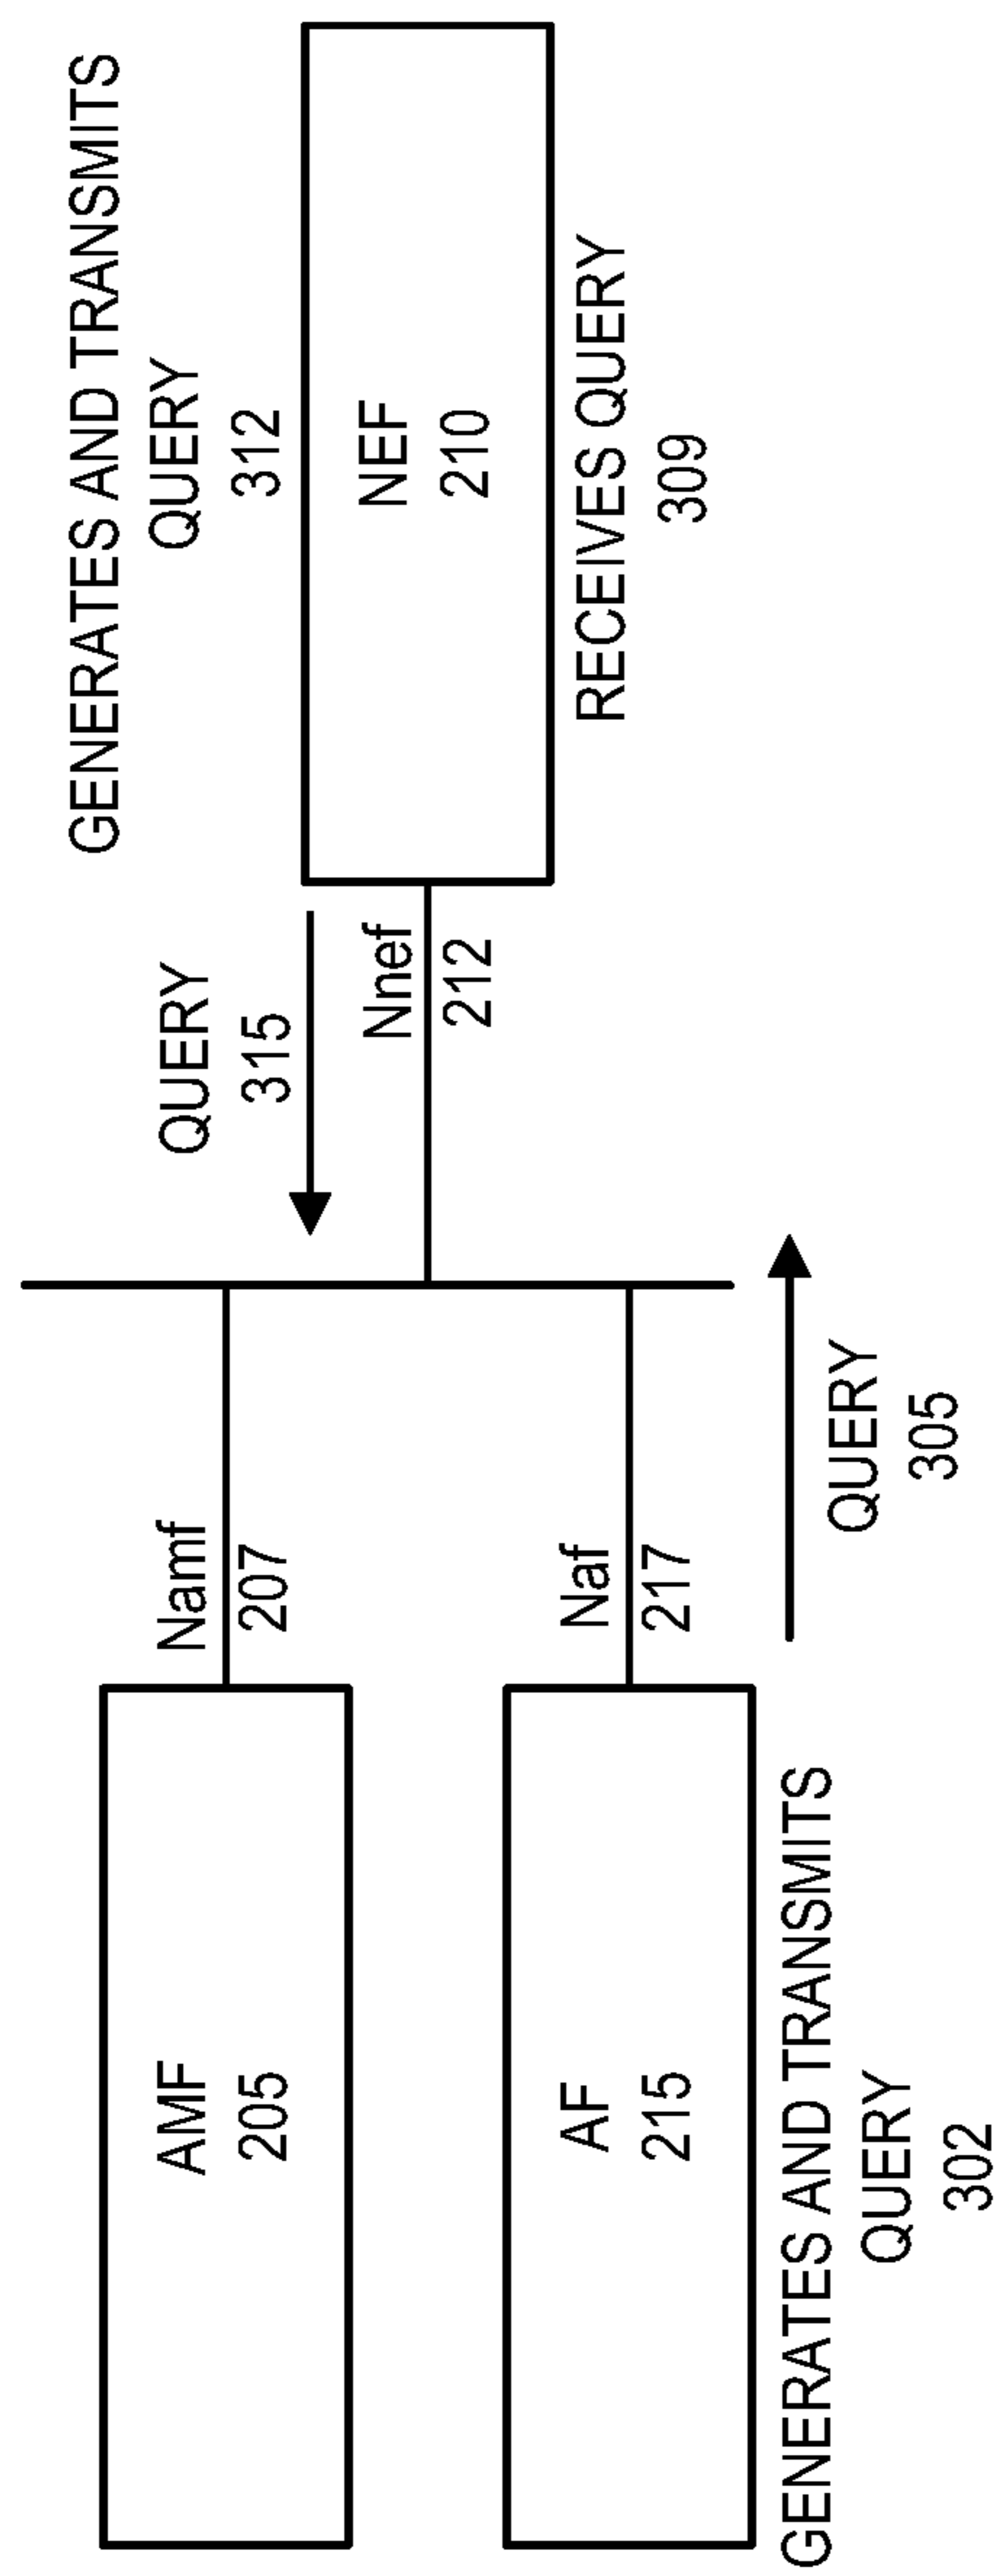 GENERATES AND TRANSMITS
QUERY
312
QUERY
315
AMF
205
Namf
207
Nnef
212
NEF
210
AF
215
Naf
217
RECEIVES QUERY
309
GENERATES AND TRANSMITS
QUERY
302
QUERY
305